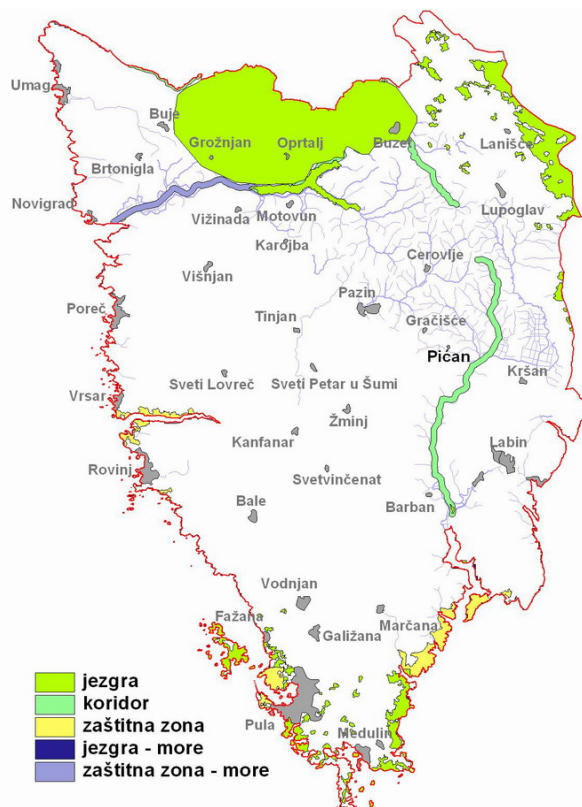 Umag
Buje
Grožnjan
Oprtalj
Buzet
Lanišće
Brtonigla
Novigrad
Vižinada
Motovun
Lupoglav
Karojba
Višnjan
Cerovlje
Poreč
Pazin
Tinjan
Gračišće
Pićan
Sveti Lovreč
Sveti Petar u Šumi
Kršan
Vrsar
Žminj
Kanfanar
Labin
Rovinj
Svetvinčenat
Bale
Barban
Vodnjan
Fažana
Marčana
Galižana
Pula
Medulin
jezgra
koridor
zaštitna zona
jezgra - more
zaštitna zona - more